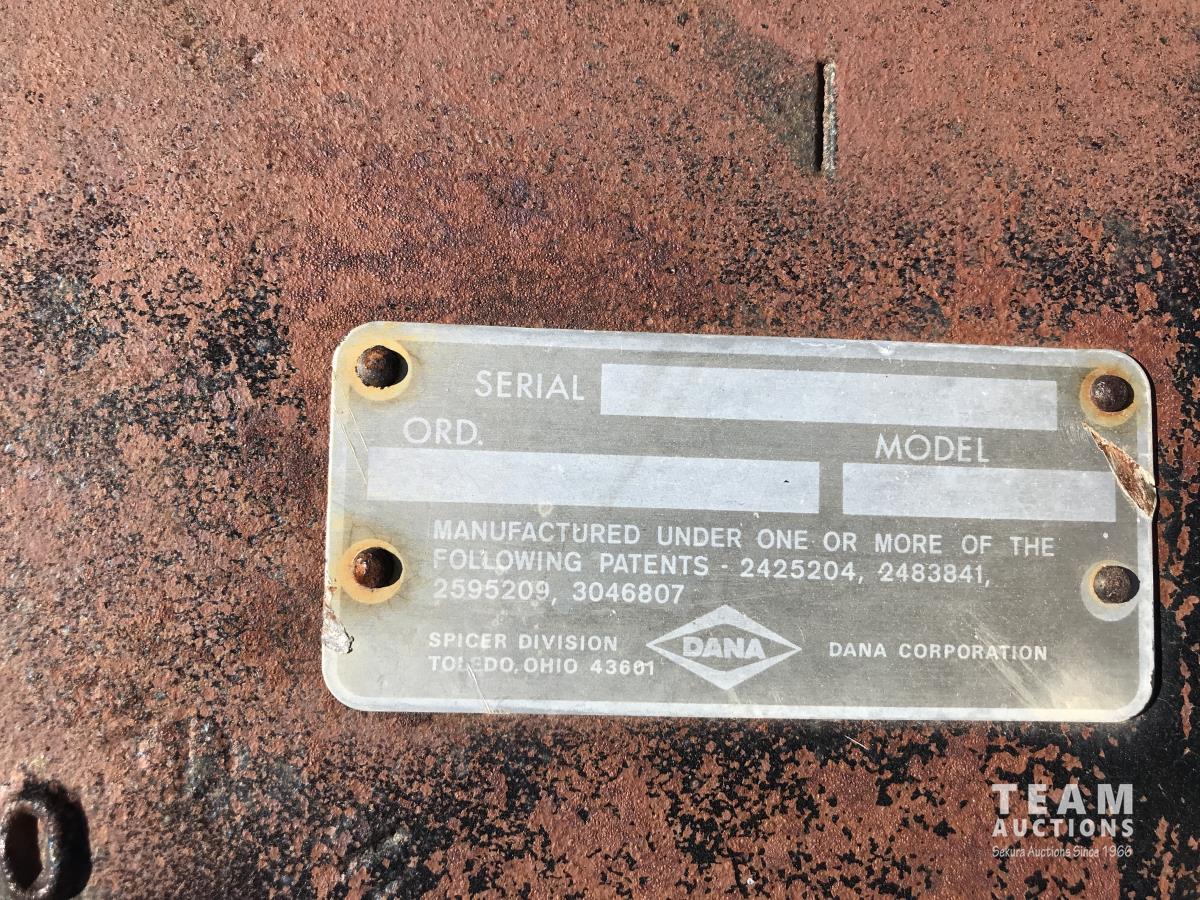 SERIAL
ORD.
MODEL
MANUFACTURED UNDER ONE OR MORE OF THE
FOLLOWING PATENTS - 2425204, 2483841,
2595209, 3046807
SPICER DIVISION
TOLEDO, OHIO 43601
DANA
DANA CORPORATION
TEAM
AUCTIONS
Sekura Auctions Since 1966